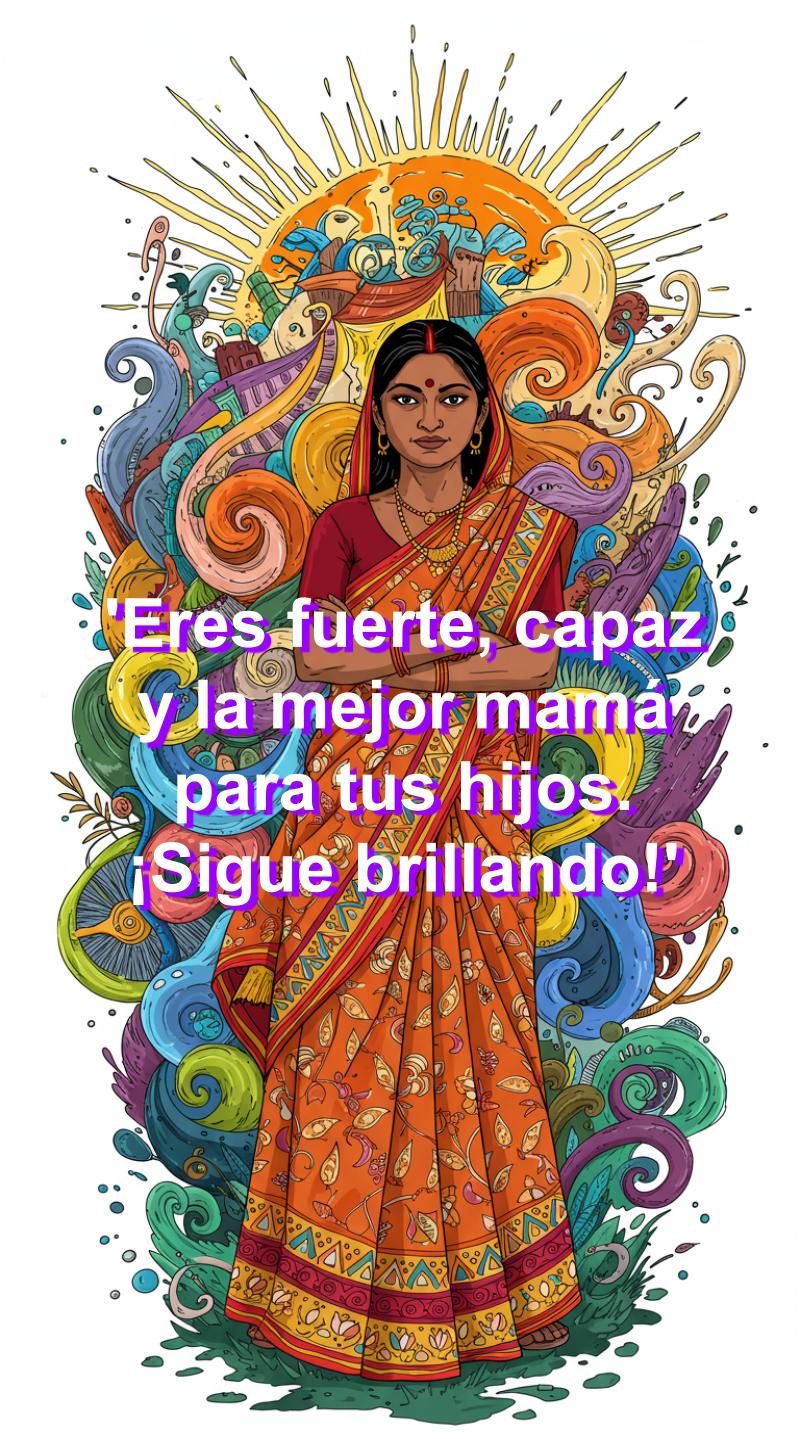 'Eres fuerte, capaz
y la mejor mamá
para tus hijos.
¡Sigue brillando!'